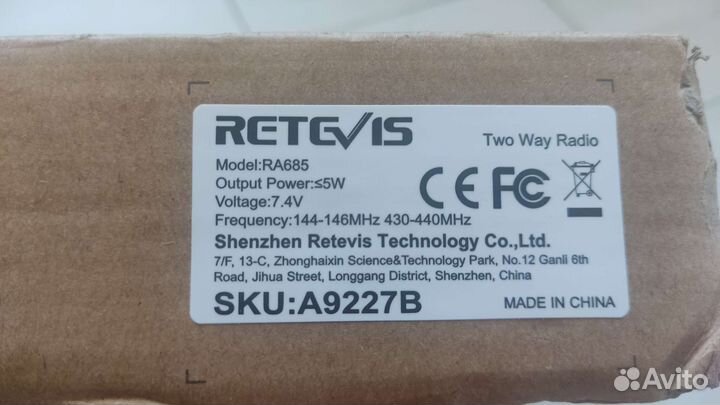 RETEVIS
Two Way Radio
Model:RA685
Output Power:≤5W
Voltage:7.4V
Frequency:144-146MHz 430-440MHz
CE FC
Shenzhen Retevis Technology Co.,Ltd.
7/F, 13-C, Zhonghaixin Science&Technology Park, No.12 Ganli 6th
Road, Jihua Street, Longgang District, Shenzhen, China
SKU:A9227B
MADE IN CHINA
Avito